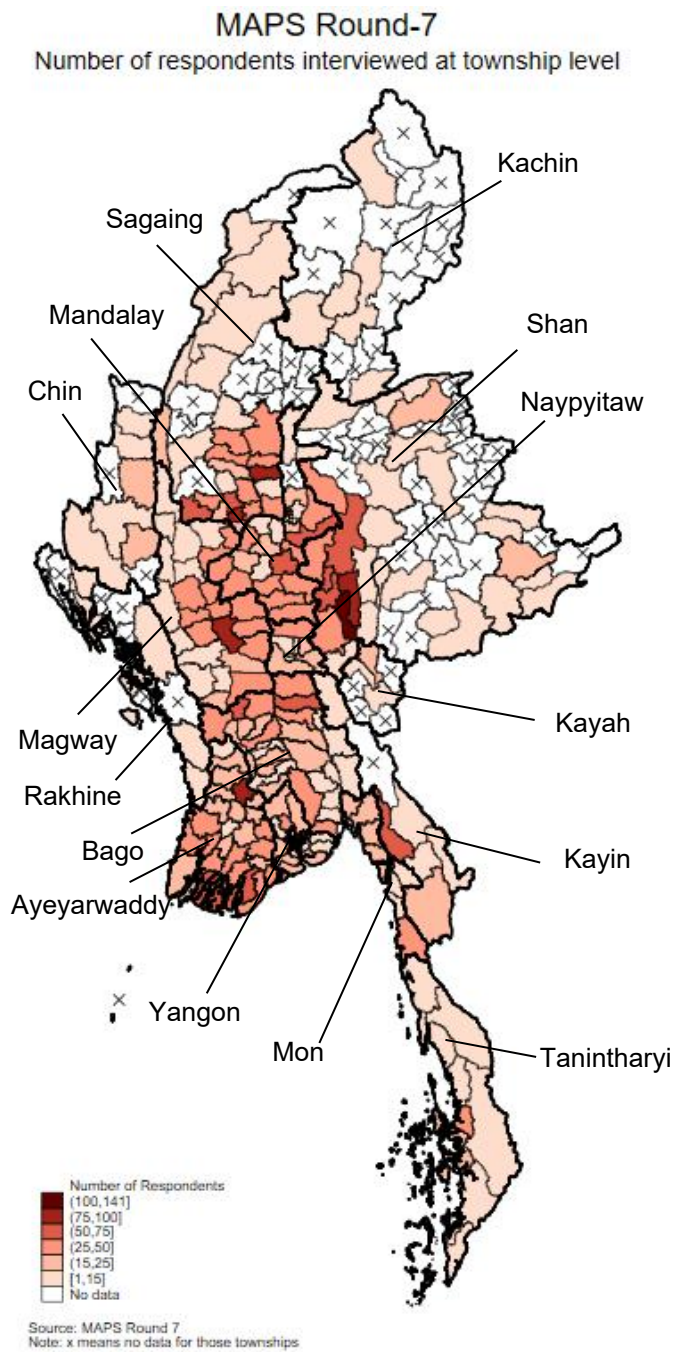 MAPS Round-7
Number of respondents interviewed at township level
Kachin
Sagaing
Mandalay
Shan
Chin
Naypyitaw
Magway
Kayah
Rakhine
Bago
Kayin
Ayeyarwaddy
Yangon
Mon
Tanintharyi
Number of Respondents
(100,141]
(75,100]
(50,75]
(25,50]
(15,25]
[1,15]
No data
Source: MAPS Round 7
Note: x means no data for those townships